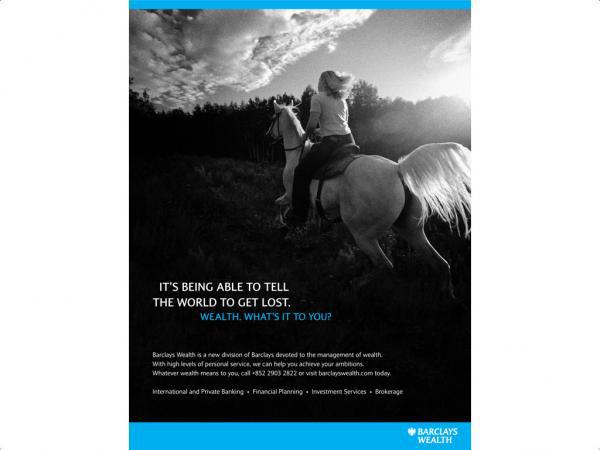 IT'S BEING ABLE TO TELL
THE WORLD TO GET LOST.
WEALTH. WHAT'S IT TO YOU?
Barclays Wealth is a new division of Barclays devoted to the management of wealth.
With high levels of personal service, we can help you achieve your ambitions.
Whatever wealth means to you, call +852 2903 2822 or visit barclayswealth.com today.
International and Private Banking • Financial Planning • Investment Services • Brokerage
BARCLAYS
WEALTH